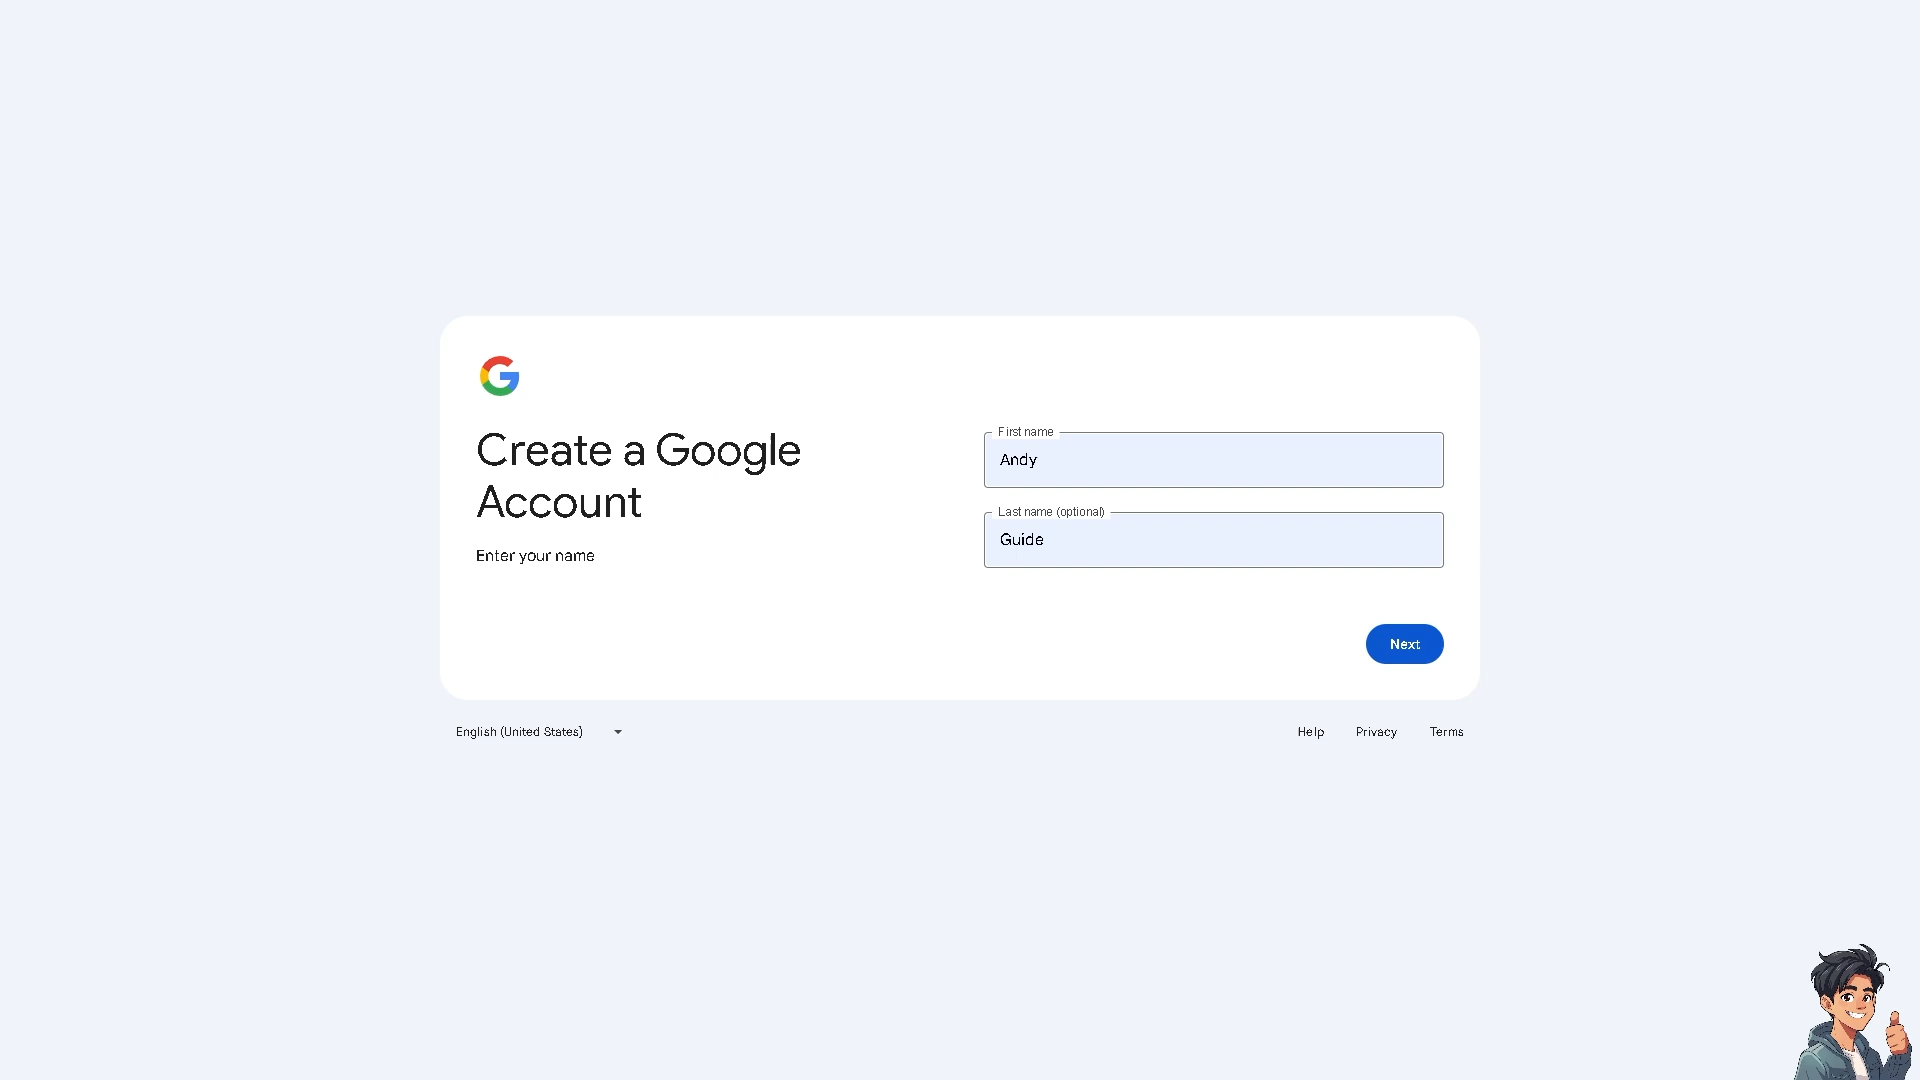 Create a Google
Account
Enter your name
First name
Andy
Last name (optional)
Guide
Next
English (United States)
Help
Privacy
Terms